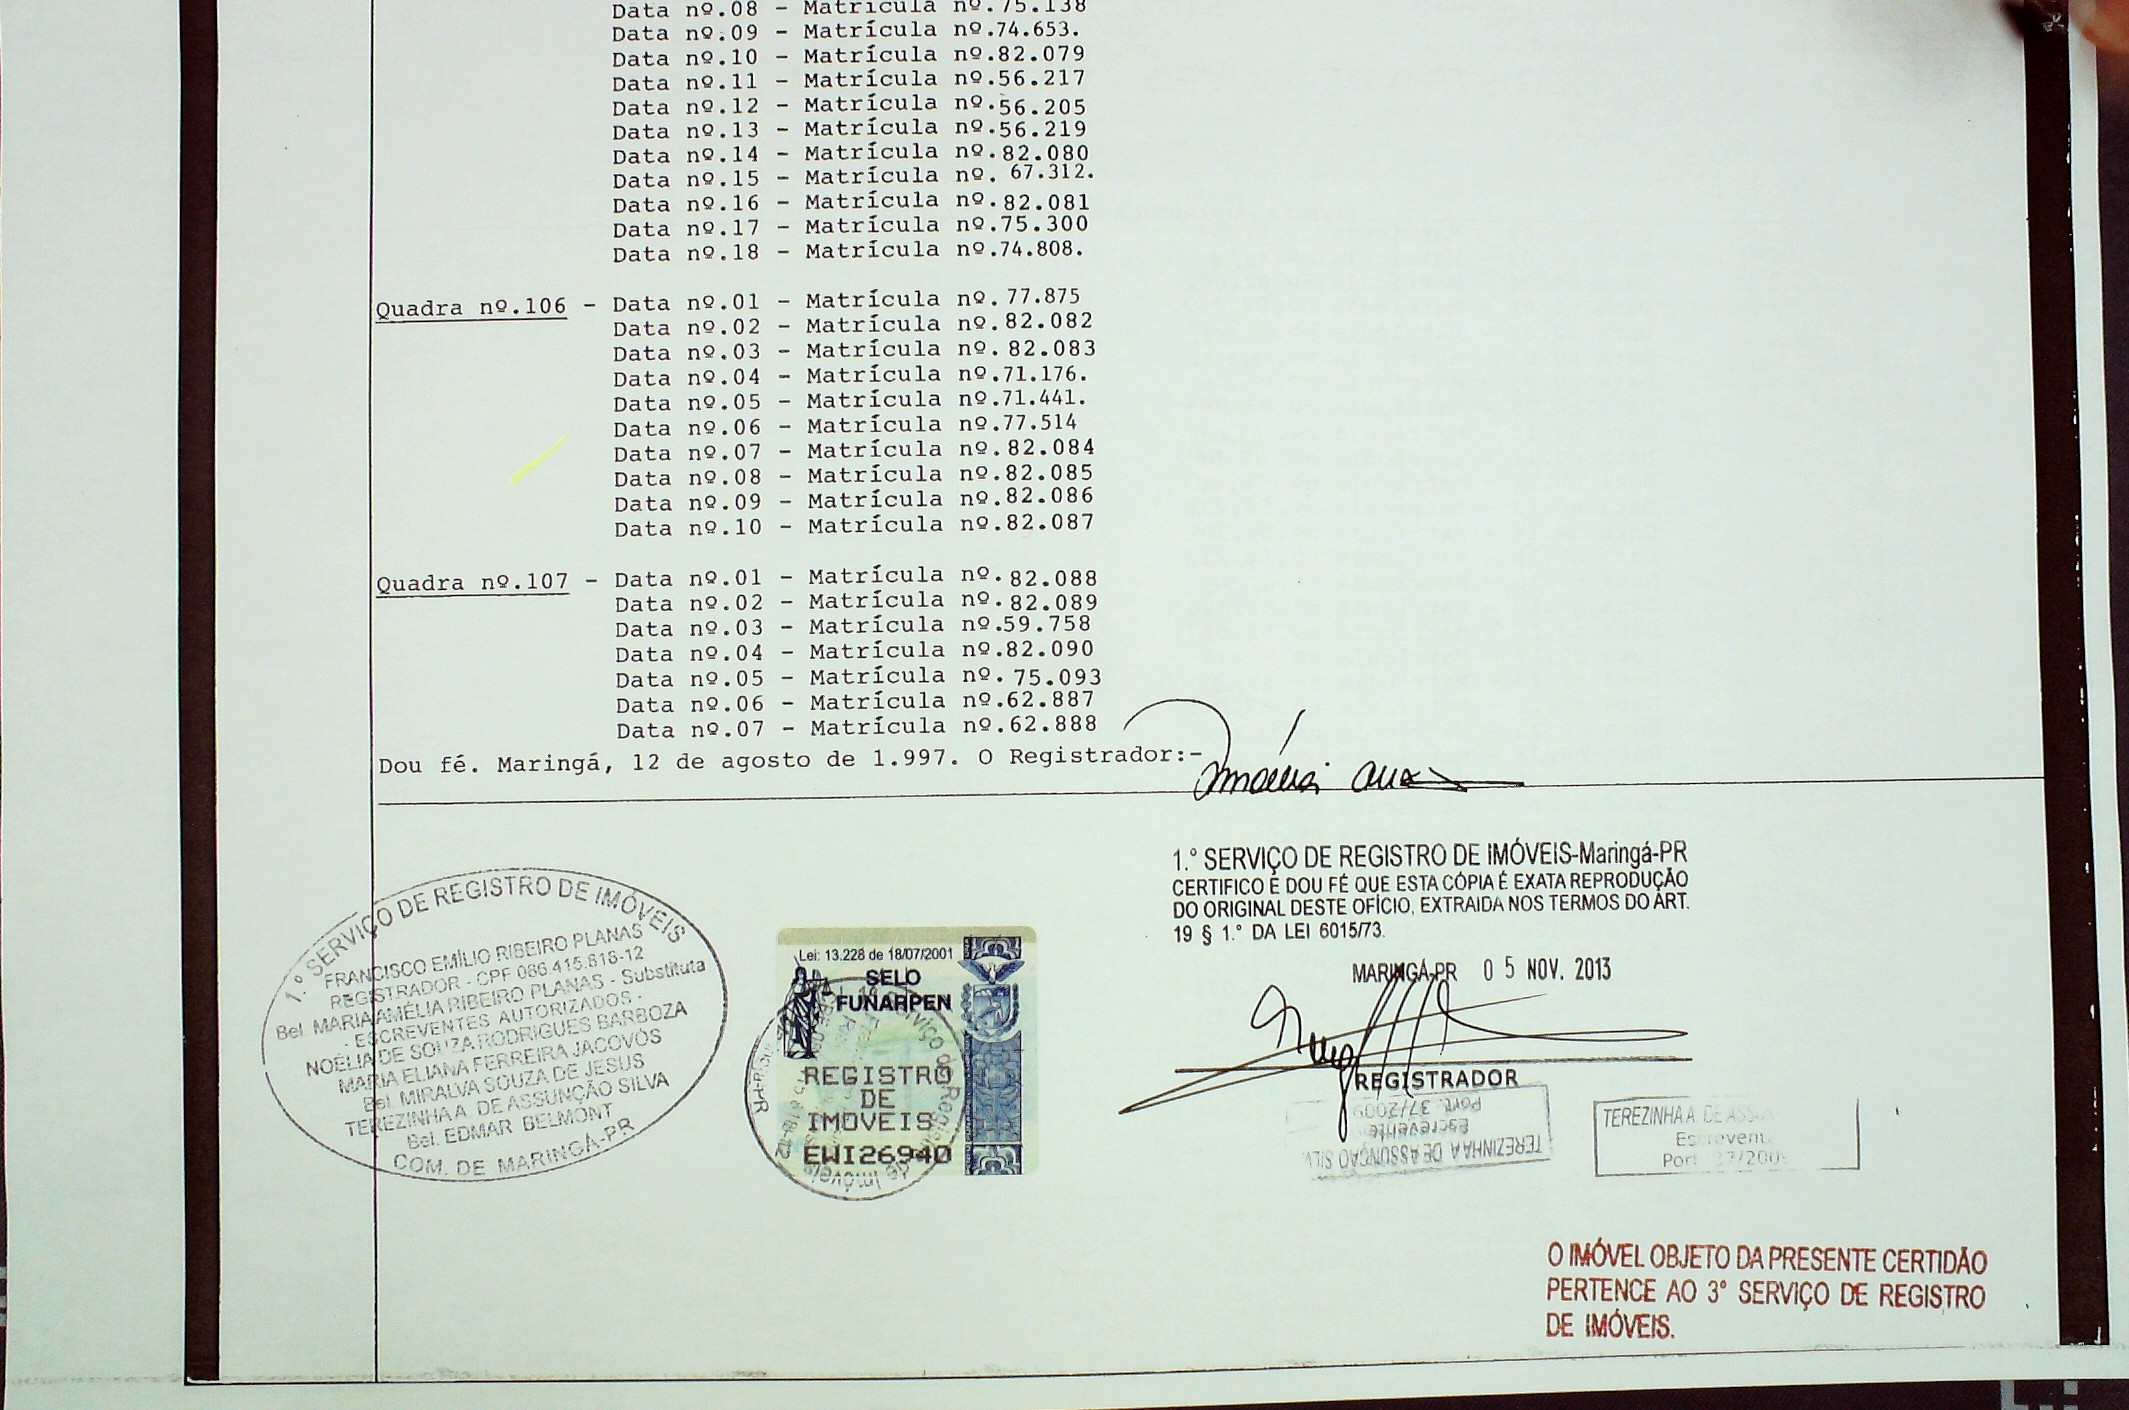 Data nº.08 - Matrícula nº.75.138
Data nº.09 - Matrícula nº.74.653.
Data nº.10 - Matrícula nº.82.079
Data nº.11 - Matrícula nº.56.217
Data nº.12 - Matrícula nº.56.205
Data nº.13 - Matrícula nº.56.219
Data nº.14 - Matrícula nº.82.080
Data nº.15 - Matrícula nº. 67.312.
Data nº.16 - Matrícula nº.82.081
Data nº.17 - Matrícula nº.75.300
Data nº.18 - Matrícula nº.74.808.
Quadra nº.106 - Data nº.01 - Matrícula nº. 77.875
Data nº.02 - Matrícula nº.82.082
Data nº.03 - Matrícula nº. 82.083
Data nº.04 - Matrícula nº.71.176.
Data nº.05 - Matrícula nº.71.441.
Data nº.06 - Matrícula nº.77.514
Data nº.07 - Matrícula nº. 82.084
Data nº.08 - Matrícula nº.82.085
Data nº.09 - Matrícula nº.82.086
Data nº.10 - Matrícula nº.82.087
Quadra nº.107 - Data nº.01 - Matrícula nº. 82.088
Data nº.02 - Matrícula nº. 82.089
Data nº.03 - Matrícula nº.59.758
Data nº.04 - Matrícula nº.82.090
Data nº.05 - Matrícula nº. 75.093
Data nº.06 - Matrícula nº.62.887
Data nº.07 - Matrícula nº.62.888
Dou fé. Maringá, 12 de agosto de 1.997. O Registrador:-
1.º SERVIÇO DE REGISTRO DE IMÓVEIS
FRANCISCO EMÍLIO RIBEIRO PLANAS
REGISTRADOR - CPF 086.415.818-12
Bel. MARIA AMÉLIA RIBEIRO PLANAS - Substituta
- ESCREVENTES AUTORIZADOS -
NOÉLIA DE SOUZA RODRIGUES BARBOZA
MARIA ELIANA FERREIRA JACOVÓS
Bel. MIRALVA SOUZA DE JESUS
TEREZINHA A. DE ASSUNÇÃO SILVA
Bel. EDMAR BELMONT
COM. DE MARINGÁ-PR
Lei: 13.228 de 18/07/2001
SELO
FUNARPEN
REGISTRO
DE
IMOVEIS
EWI26940
1.º SERVIÇO DE REGISTRO DE IMÓVEIS-Maringá-PR
CERTIFICO E DOU FÉ QUE ESTA CÓPIA É EXATA REPRODUÇÃO
DO ORIGINAL DESTE OFÍCIO, EXTRAIDA NOS TERMOS DO ART.
19 § 1.º DA LEI 6015/73.
MARINGÁ-PR 05 NOV. 2013
REGISTRADOR
TEREZINHA A DE ASSUNÇÃO SILV
Escrevente
Port. 37/2009
TEREZINHA A. DE ASSU
Escrevent
Port 37/200
O IMÓVEL OBJETO DA PRESENTE CERTIDÃO
PERTENCE AO 3º SERVIÇO DE REGISTRO
DE IMÓVEIS.